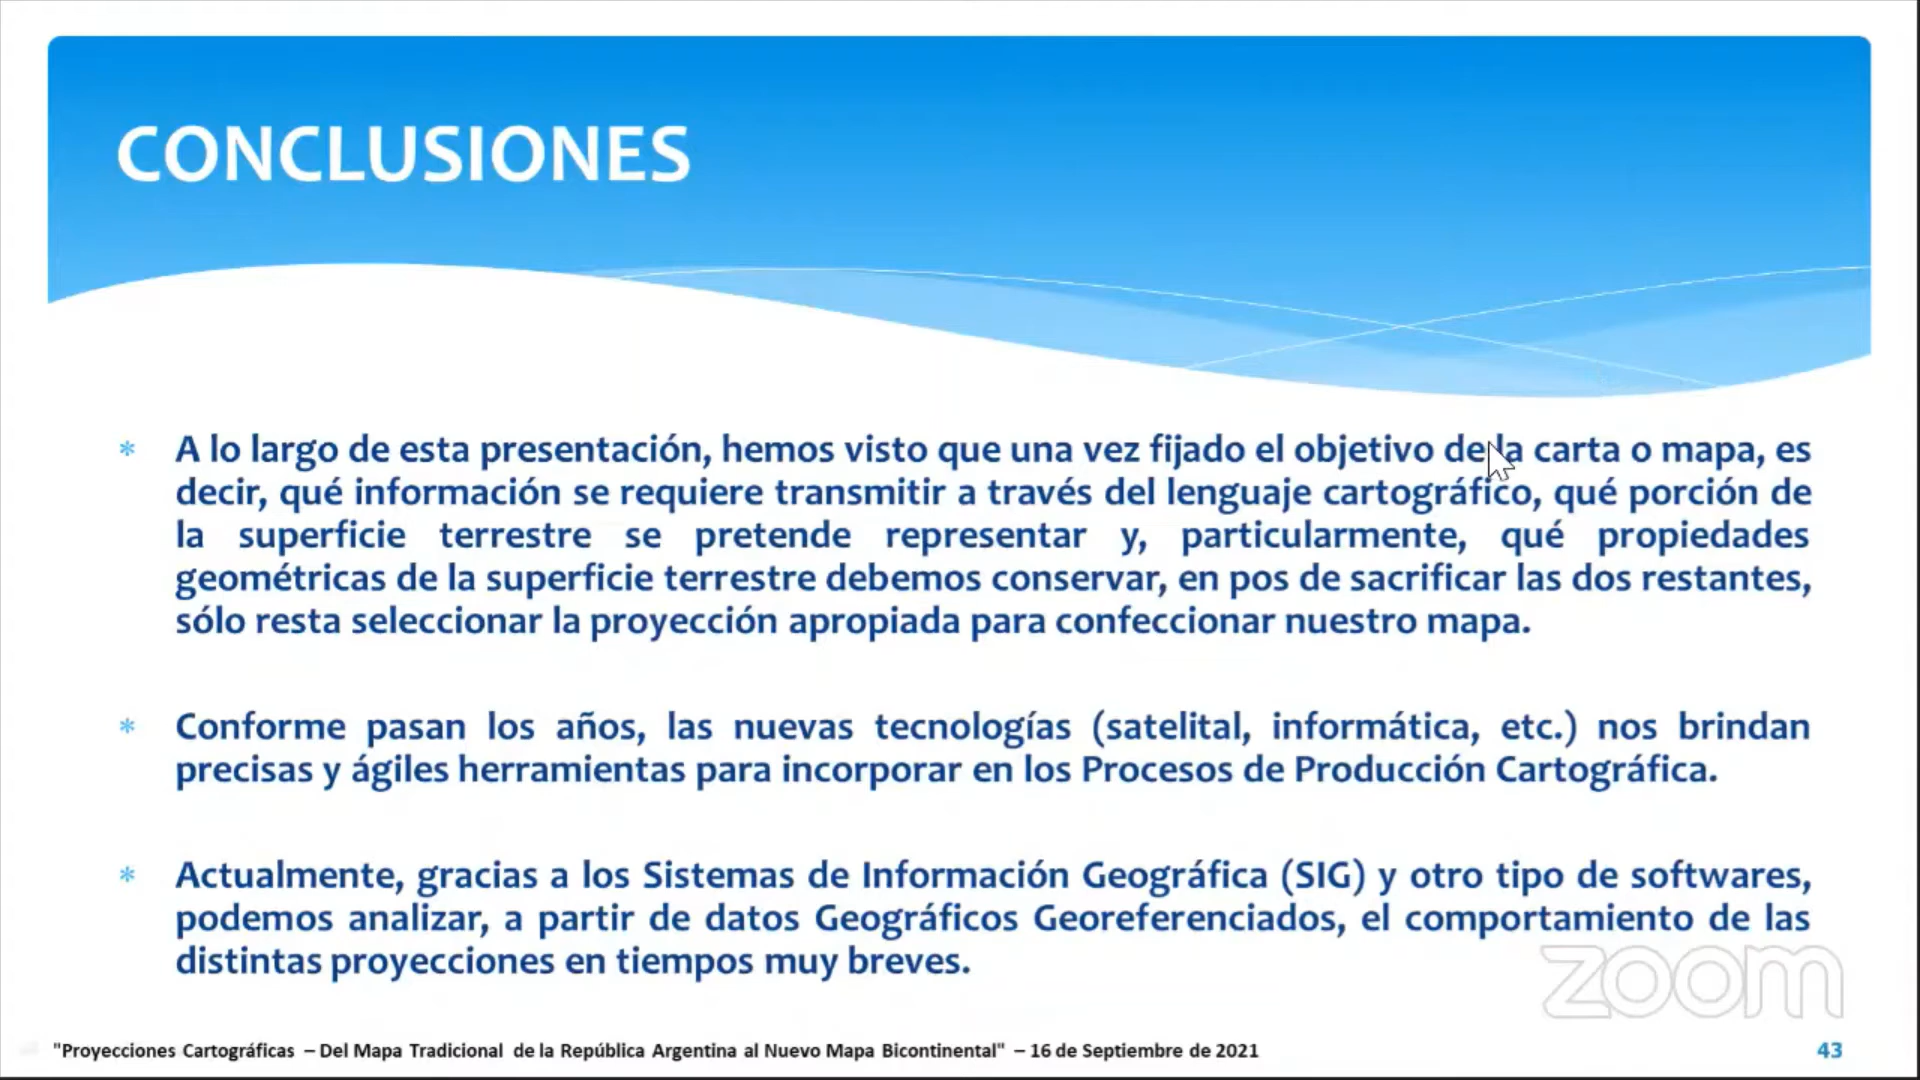 CONCLUSIONES
* A lo largo de esta presentación, hemos visto que una vez fijado el objetivo de la carta o mapa, es
decir, qué información se requiere transmitir a través del lenguaje cartográfico, qué porción de
la superficie terrestre se pretende representar y, particularmente, qué propiedades
geométricas de la superficie terrestre debemos conservar, en pos de sacrificar las dos restantes,
sólo resta seleccionar la proyección apropiada para confeccionar nuestro mapa.
* Conforme pasan los años, las nuevas tecnologías (satelital, informática, etc.) nos brindan
precisas y ágiles herramientas para incorporar en los Procesos de Producción Cartográfica.
* Actualmente, gracias a los Sistemas de Información Geográfica (SIG) y otro tipo de softwares,
podemos analizar, a partir de datos Geográficos Georeferenciados, el comportamiento de las
distintas proyecciones en tiempos muy breves.
zoom
"Proyecciones Cartográficas – Del Mapa Tradicional de la República Argentina al Nuevo Mapa Bicontinental" – 16 de Septiembre de 2021
43